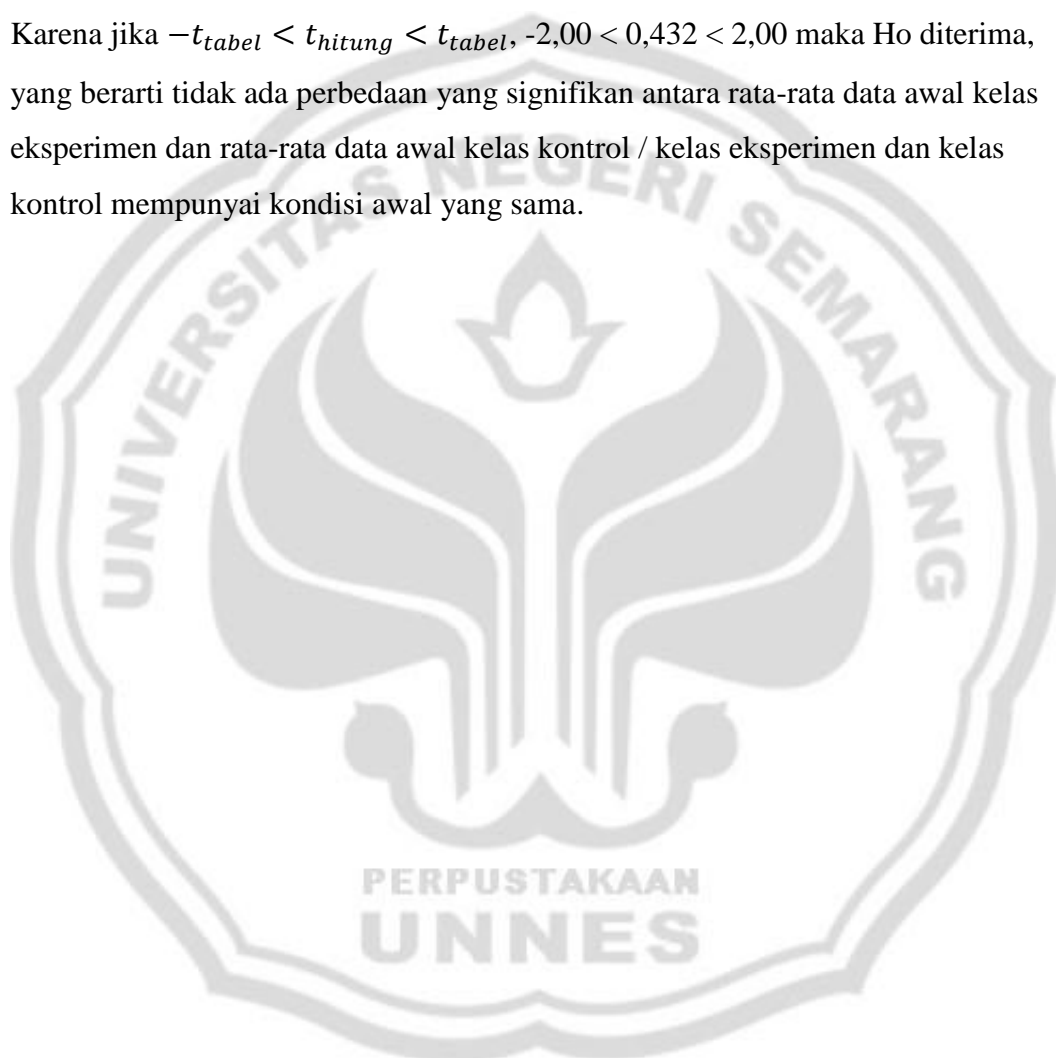 Karena jika −t_tabel < t_hitung < t_tabel, -2,00 < 0,432 < 2,00 maka Ho diterima,
yang berarti tidak ada perbedaan yang signifikan antara rata-rata data awal kelas
eksperimen dan rata-rata data awal kelas kontrol / kelas eksperimen dan kelas
kontrol mempunyai kondisi awal yang sama.
UNIVERSITAS NEGERI SEMARANG
PERPUSTAKAAN
UNNES